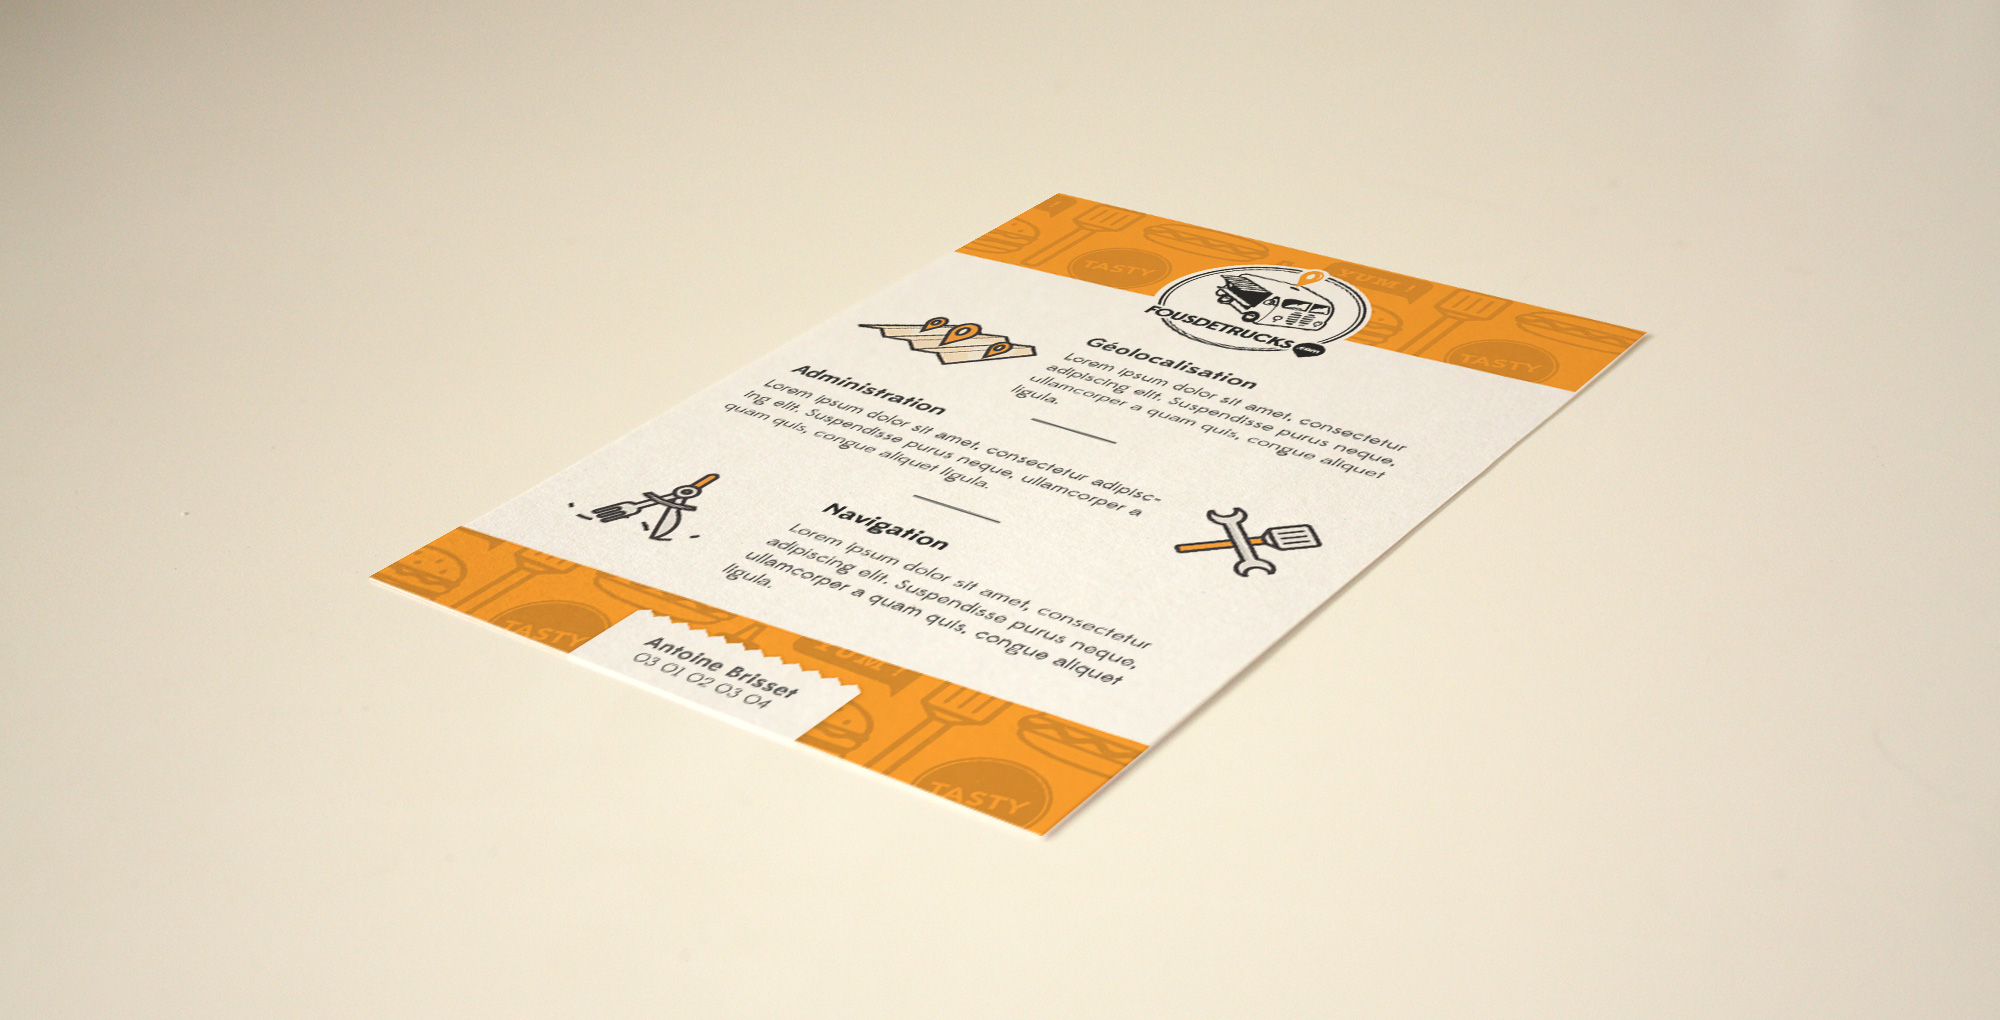 TASTY
YUM !
TASTY
FOUSDETRUCKS
.com
Géolocalisation
Lorem ipsum dolor sit amet, consectetur
adipiscing elit. Suspendisse purus neque,
ullamcorper a quam quis, congue aliquet
ligula.
Administration
Lorem ipsum dolor sit amet, consectetur adipisc-
ing elit. Suspendisse purus neque, ullamcorper a
quam quis, congue aliquet ligula.
Navigation
Lorem ipsum dolor sit amet, consectetur
adipiscing elit. Suspendisse purus neque,
ullamcorper a quam quis, congue aliquet
ligula.
TASTY
YUM !
TASTY
Antoine Brisset
03 01 02 03 04